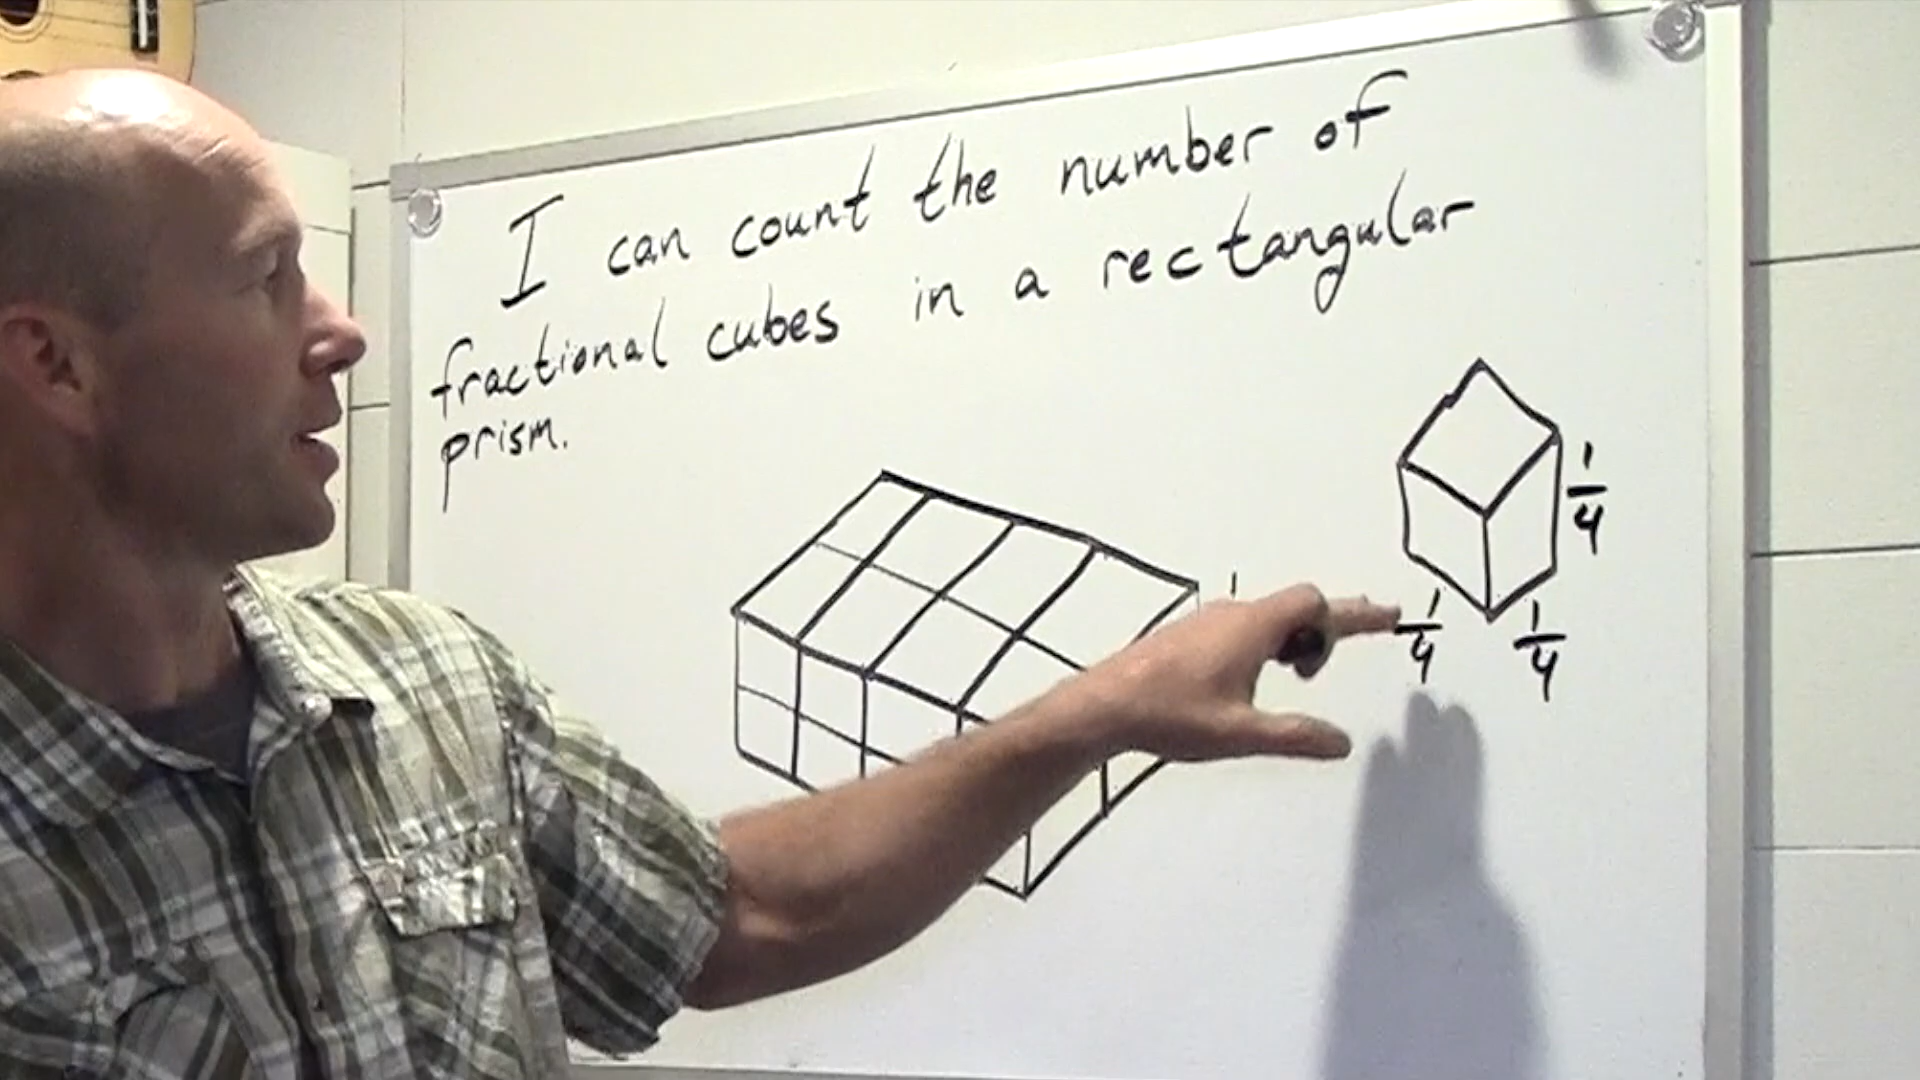 I can count the number of
fractional cubes in a rectangular
prism.
1/4
1/4
1/4